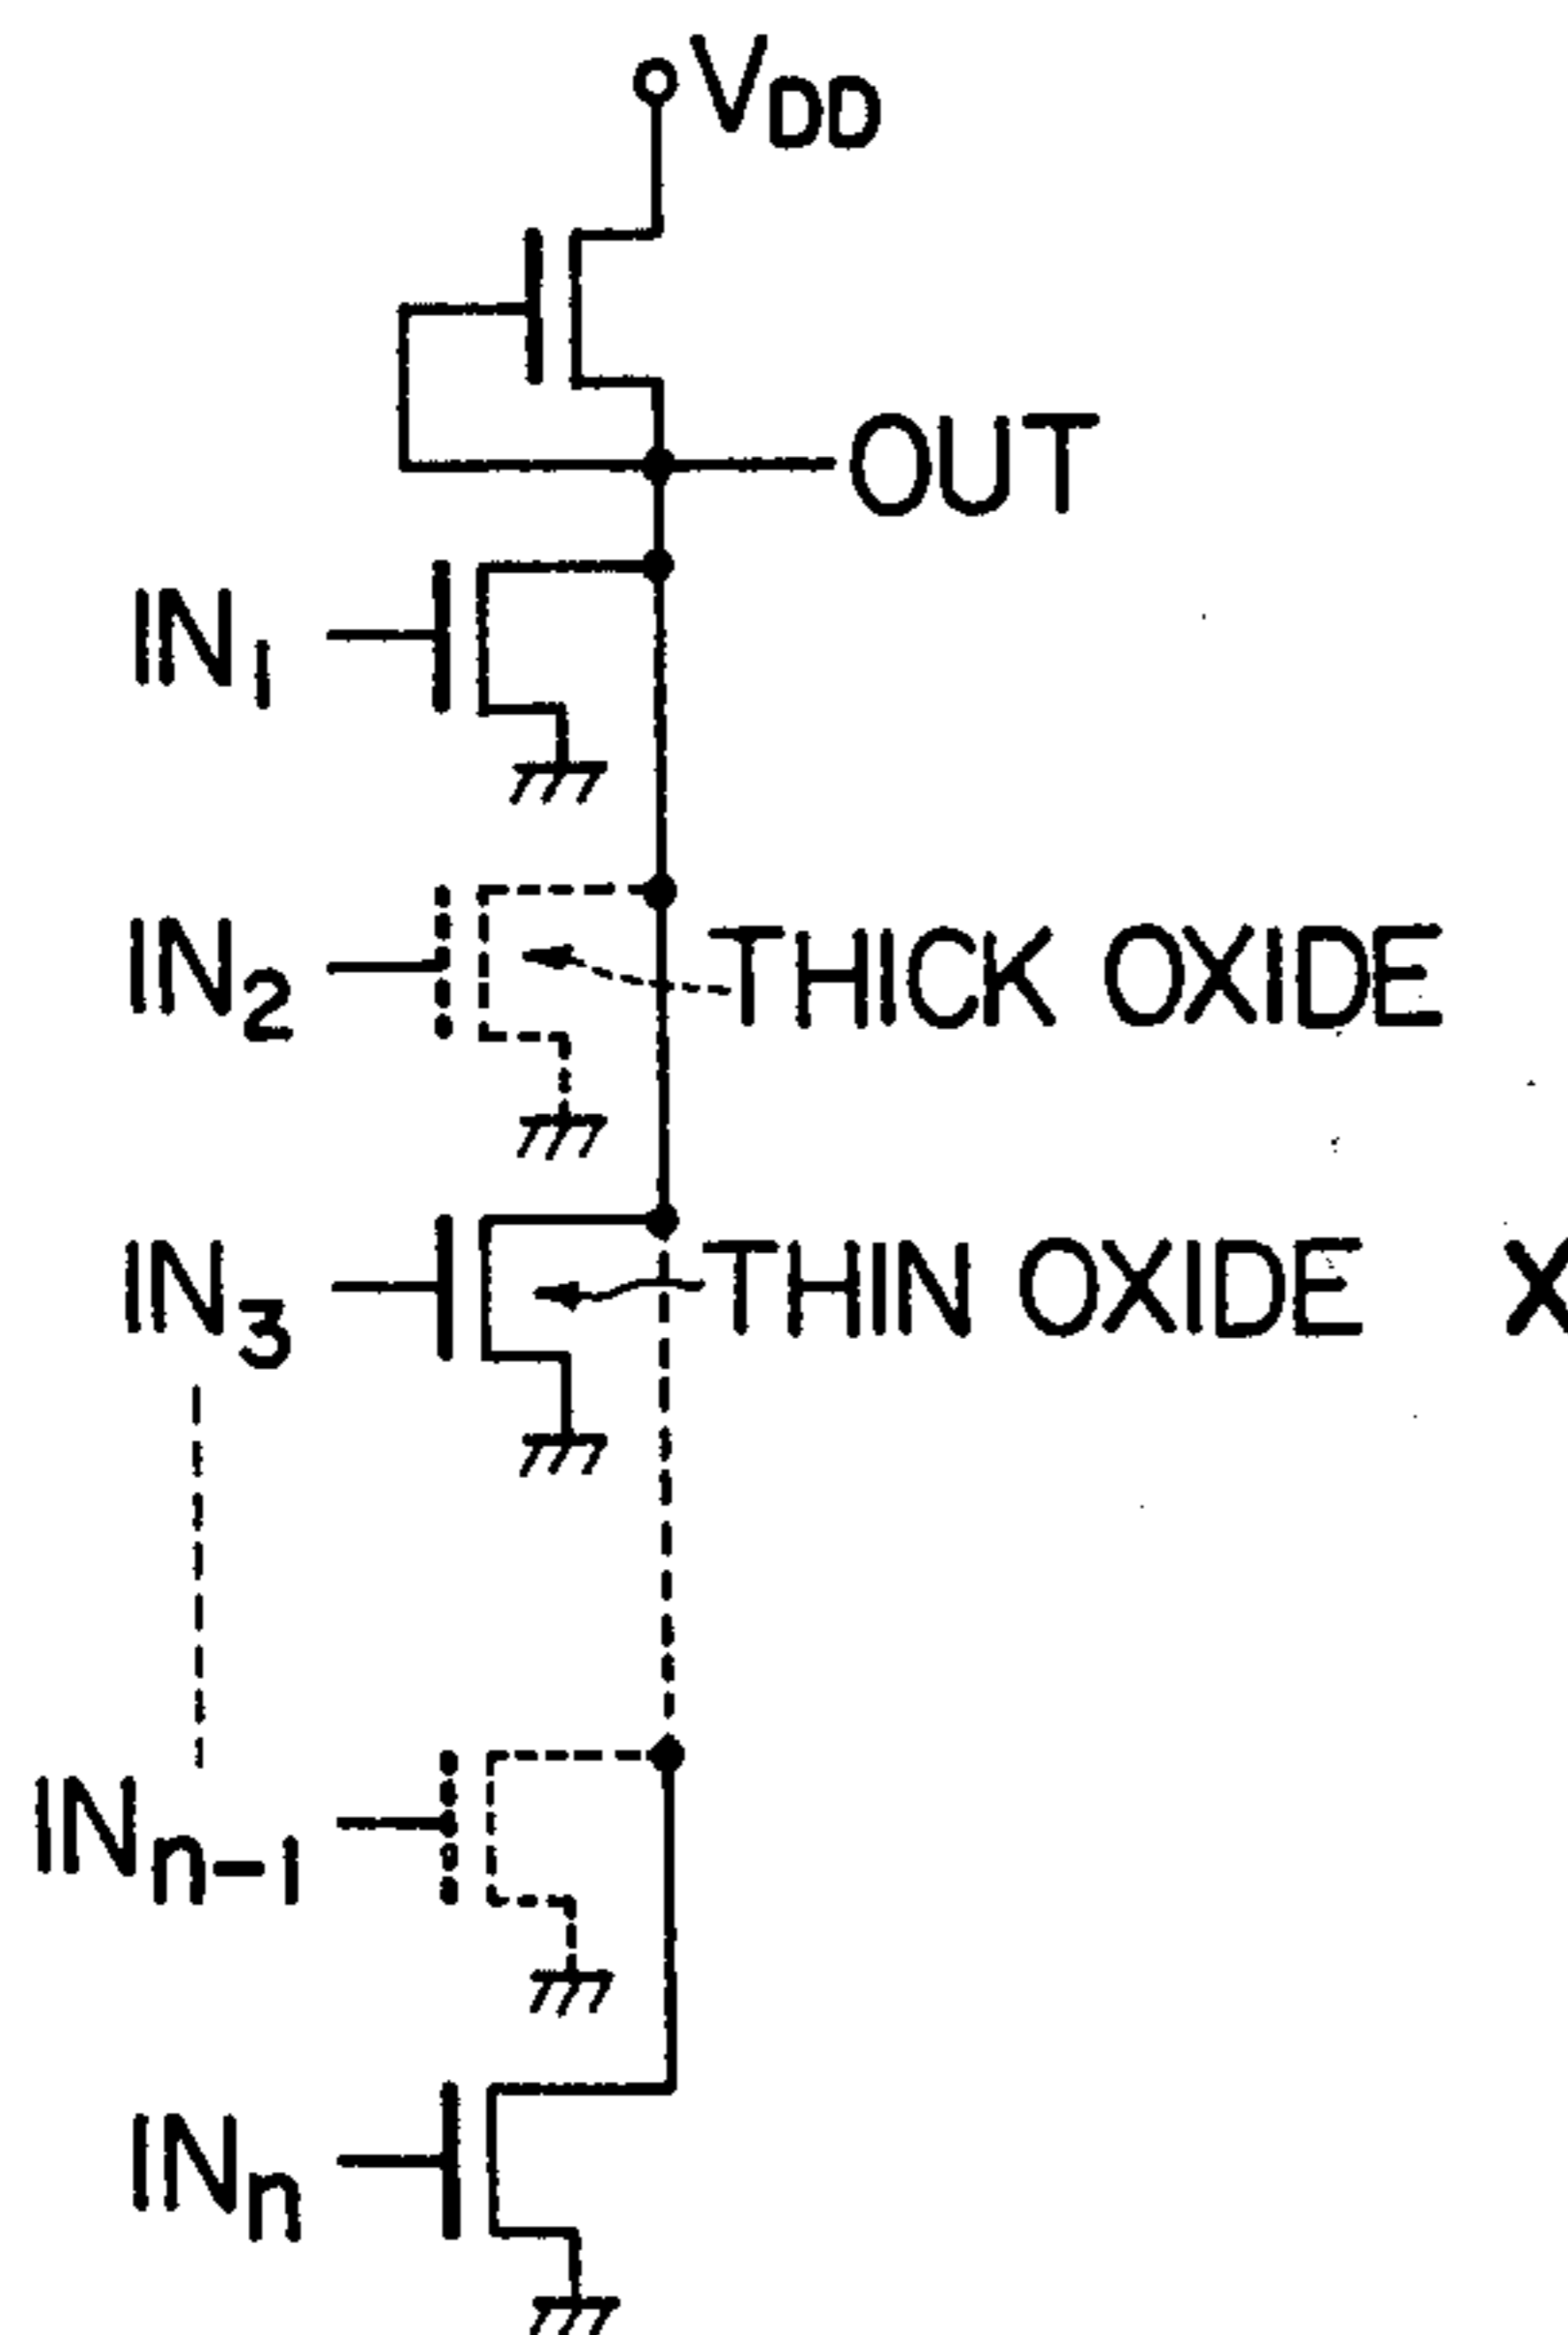 VDD
OUT
IN1
IN2
THICK OXIDE
IN3
THIN OXIDE
INn-1
INn